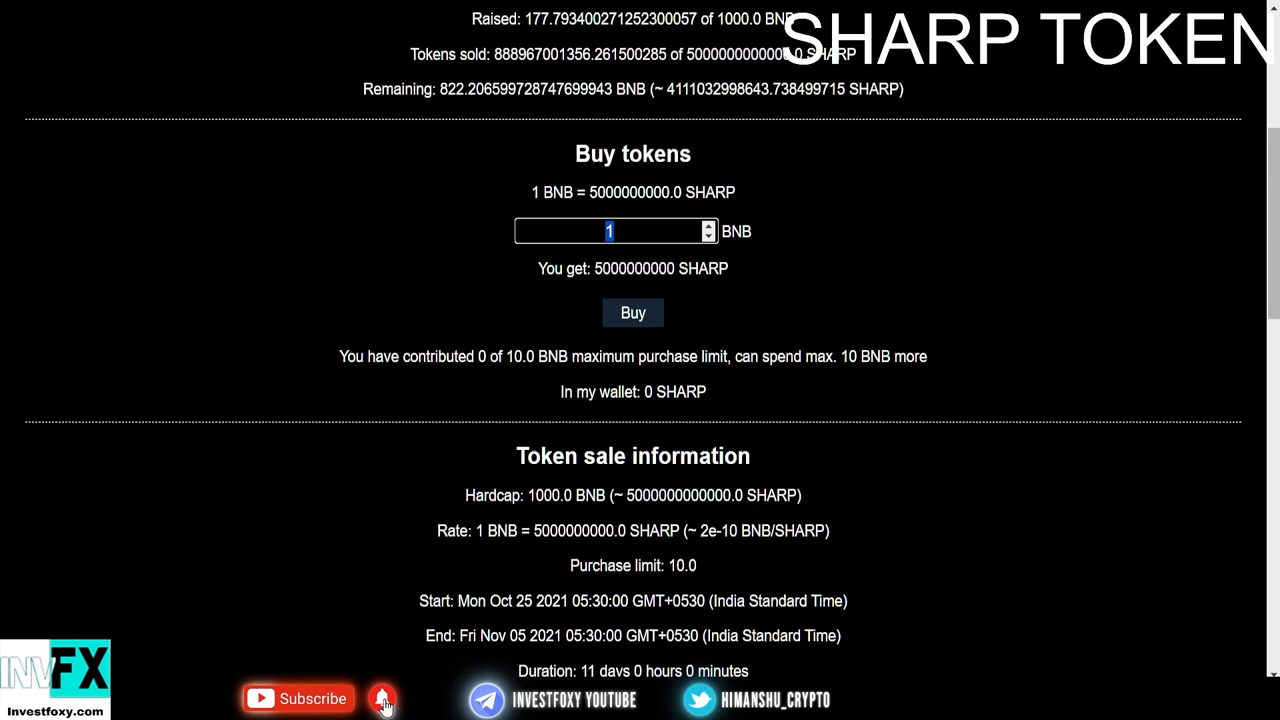 Raised: 177.793400271252300057 of 1000.0 BNB
SHARP TOKEN
Tokens sold: 888967001356.261500285 of 5000000000000.0 SHARP
Remaining: 822.206599728747699943 BNB (~ 4111032998643.738499715 SHARP)
Buy tokens
1 BNB = 5000000000.0 SHARP
1 BNB
You get: 5000000000 SHARP
Buy
You have contributed 0 of 10.0 BNB maximum purchase limit, can spend max. 10 BNB more
In my wallet: 0 SHARP
Token sale information
Hardcap: 1000.0 BNB (~ 5000000000000.0 SHARP)
Rate: 1 BNB = 5000000000.0 SHARP (~ 2e-10 BNB/SHARP)
Purchase limit: 10.0
Start: Mon Oct 25 2021 05:30:00 GMT+0530 (India Standard Time)
End: Fri Nov 05 2021 05:30:00 GMT+0530 (India Standard Time)
Duration: 11 days 0 hours 0 minutes
INVFX
Investfoxy.com
Subscribe
INVESTFOXY YOUTUBE
HIMANSHU_CRYPTO